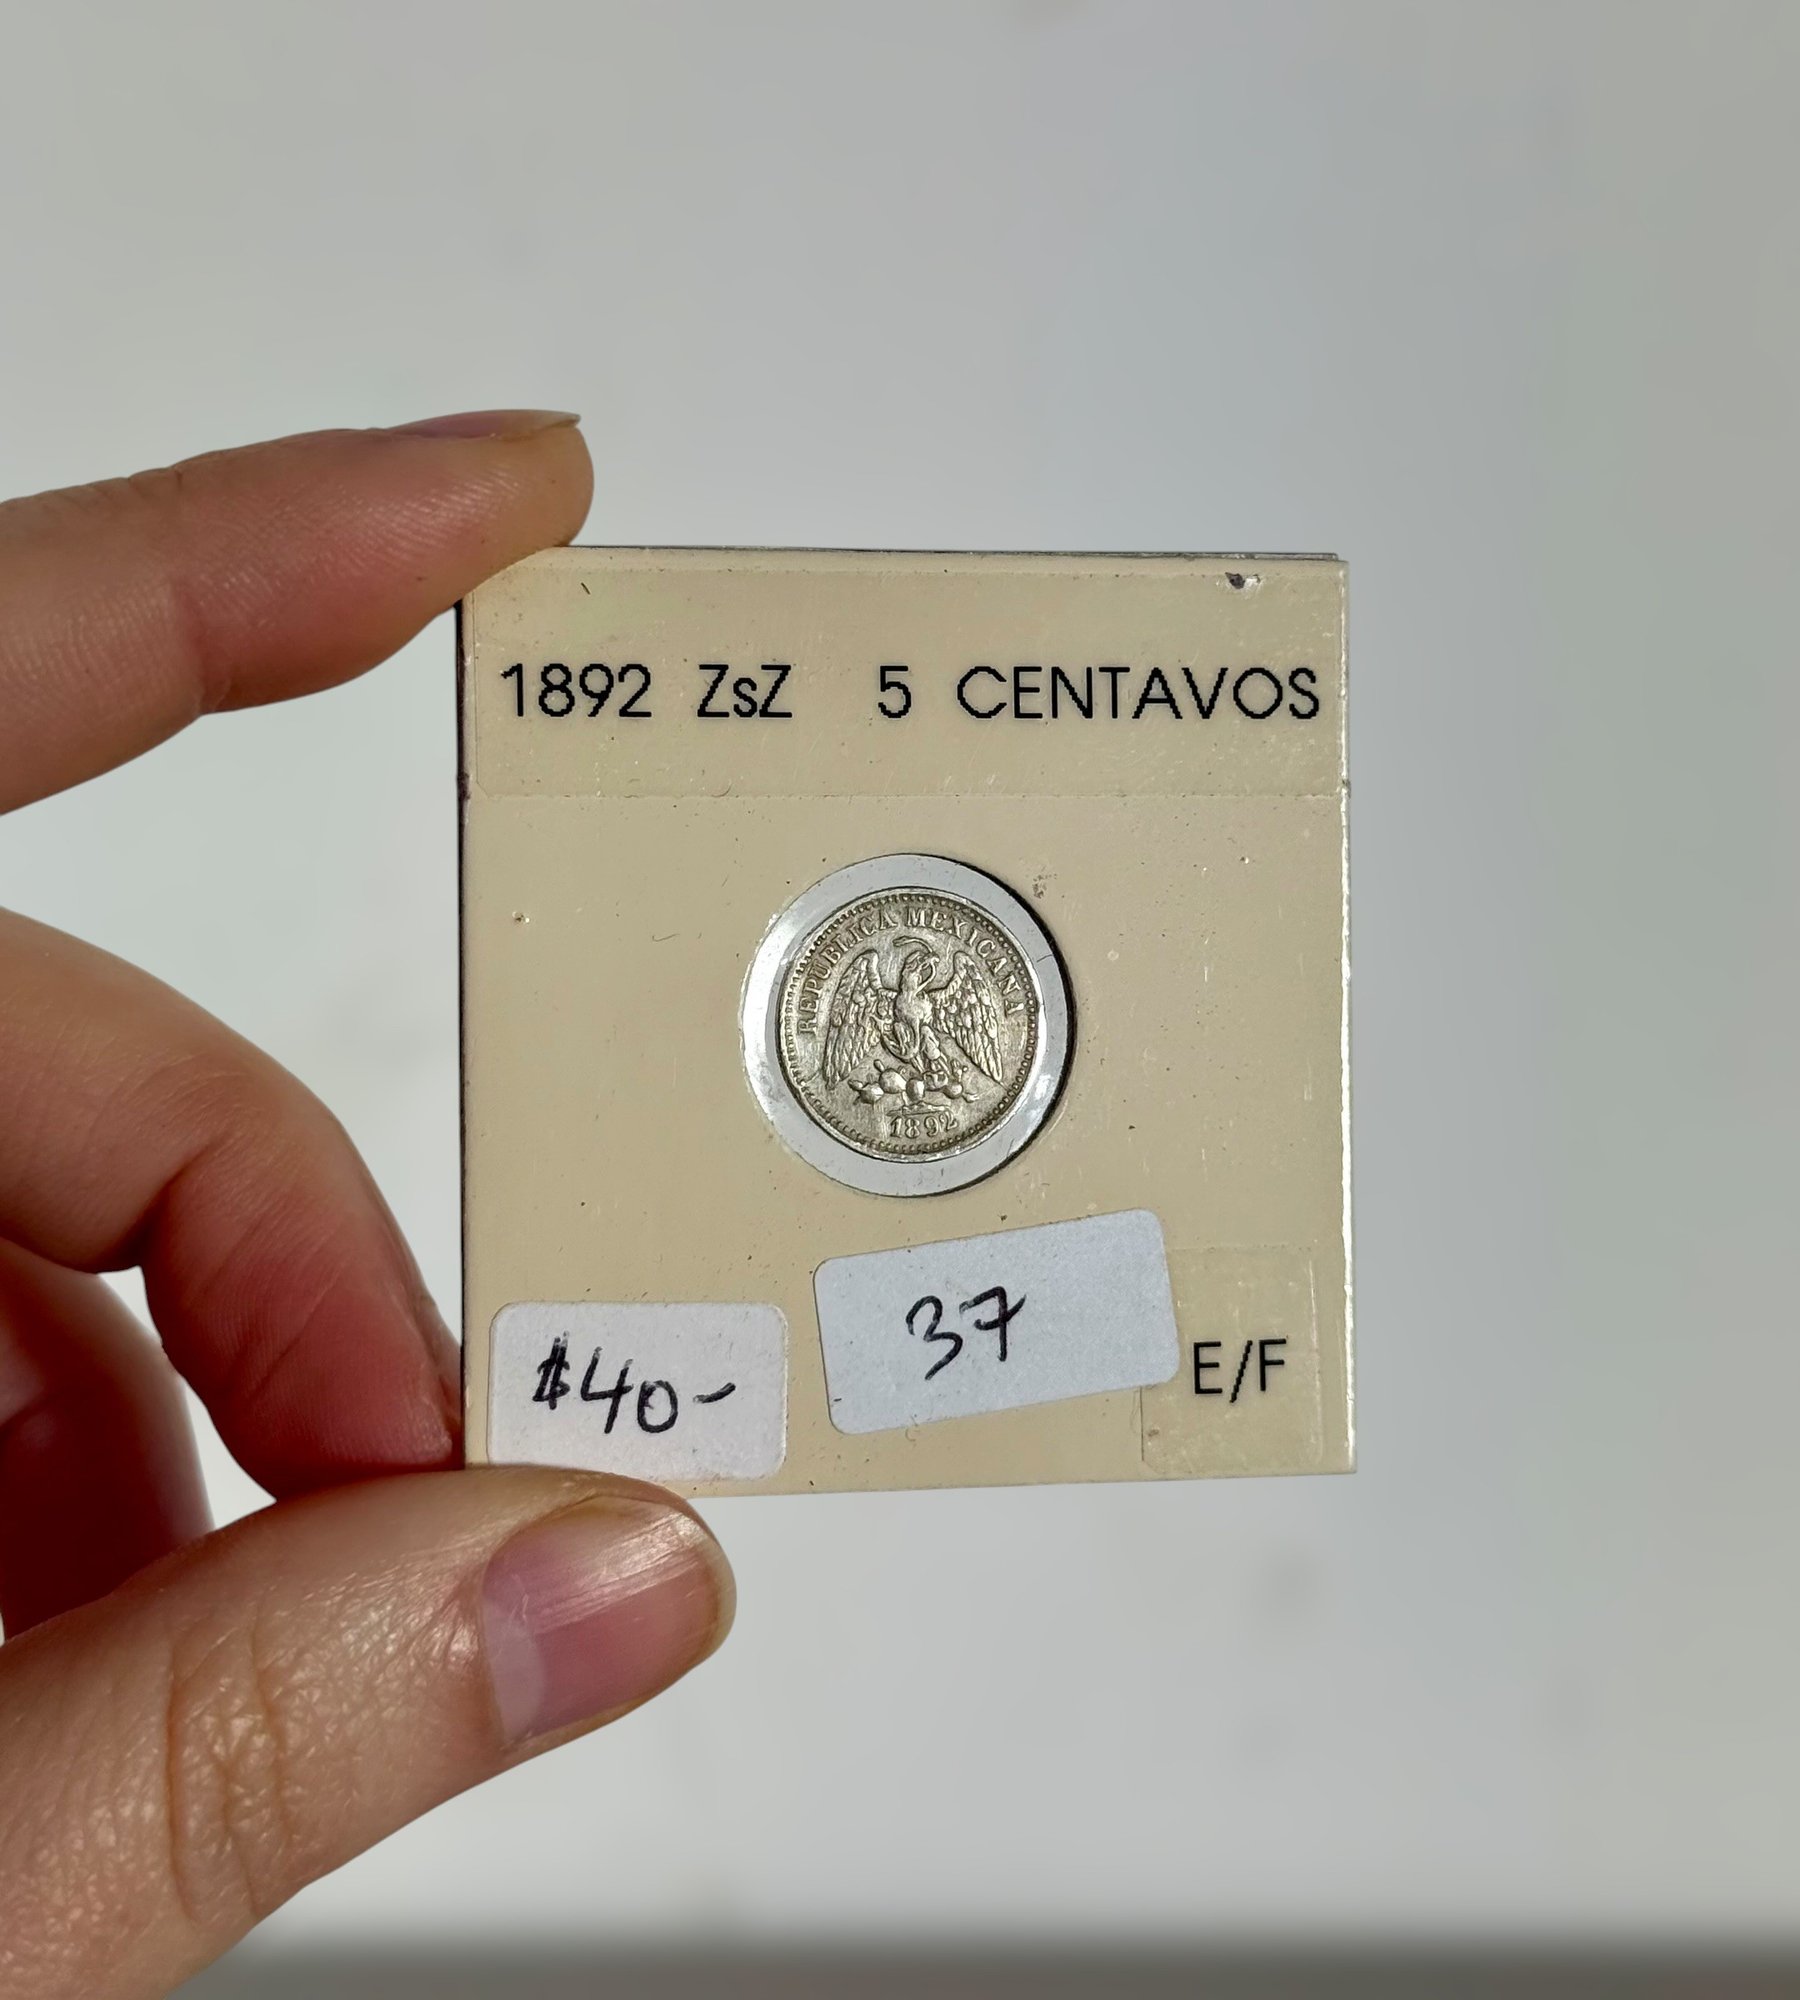 1892 ZsZ 5 CENTAVOS
REPUBLICA MEXICANA
1892
$40-
37
E/F